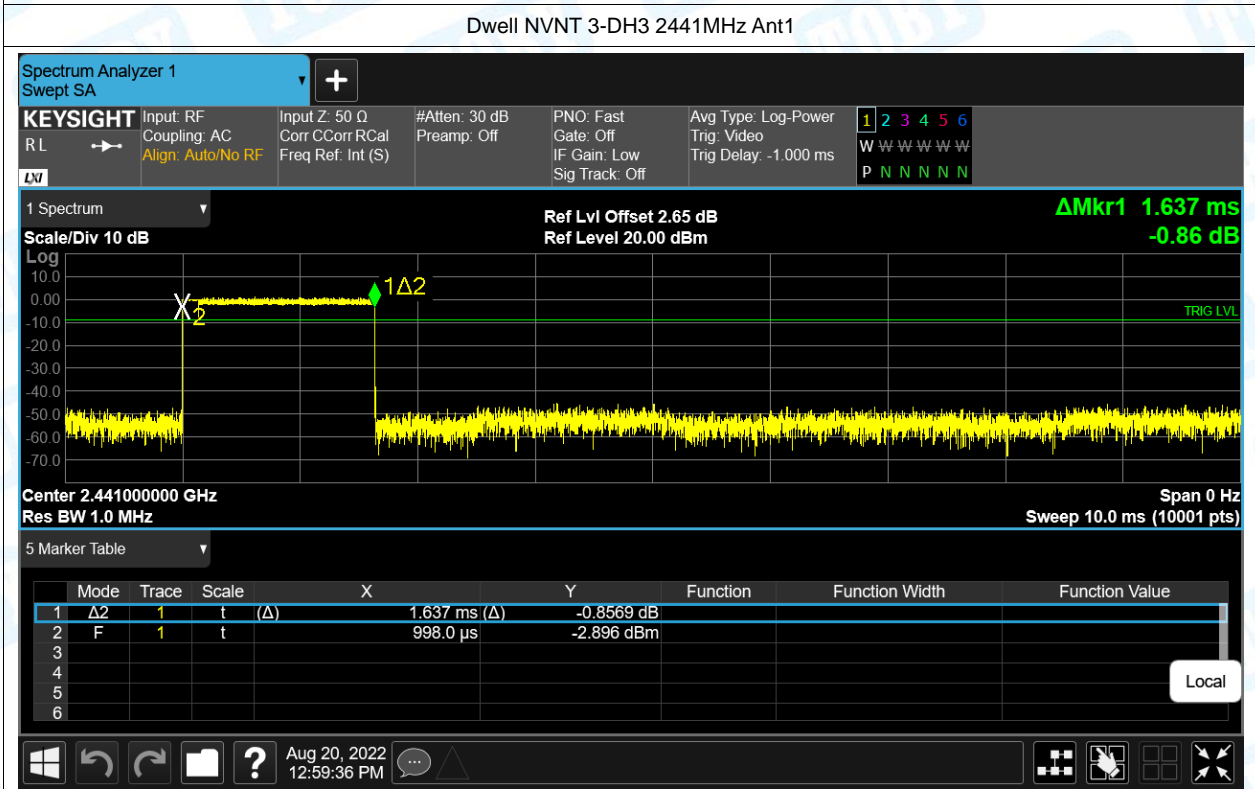 Dwell NVNT 3-DH3 2441MHz Ant1
Spectrum Analyzer 1
Swept SA
KEYSIGHT
R L
LXI
Input: RF
Coupling: AC
Align: Auto/No RF
Input Z: 50 Ω
Corr CCorr RCal
Freq Ref: Int (S)
#Atten: 30 dB
Preamp: Off
PNO: Fast
Gate: Off
IF Gain: Low
Sig Track: Off
Avg Type: Log-Power
Trig: Video
Trig Delay: -1.000 ms
1 2 3 4 5 6
W W W W W W
P N N N N N
1 Spectrum
Scale/Div 10 dB
Ref Lvl Offset 2.65 dB
Ref Level 20.00 dBm
ΔMkr1 1.637 ms
-0.86 dB
Log
10.0
0.00
-10.0
-20.0
-30.0
-40.0
-50.0
-60.0
-70.0
1Δ2
2
TRIG LVL
Center 2.441000000 GHz
Res BW 1.0 MHz
Span 0 Hz
Sweep 10.0 ms (10001 pts)
5 Marker Table
Mode Trace Scale X Y Function Function Width Function Value
1 Δ2 1 t (Δ) 1.637 ms (Δ) -0.8569 dB
2 F 1 t 998.0 µs -2.896 dBm
3
4
5
6
Local
?
Aug 20, 2022
12:59:36 PM